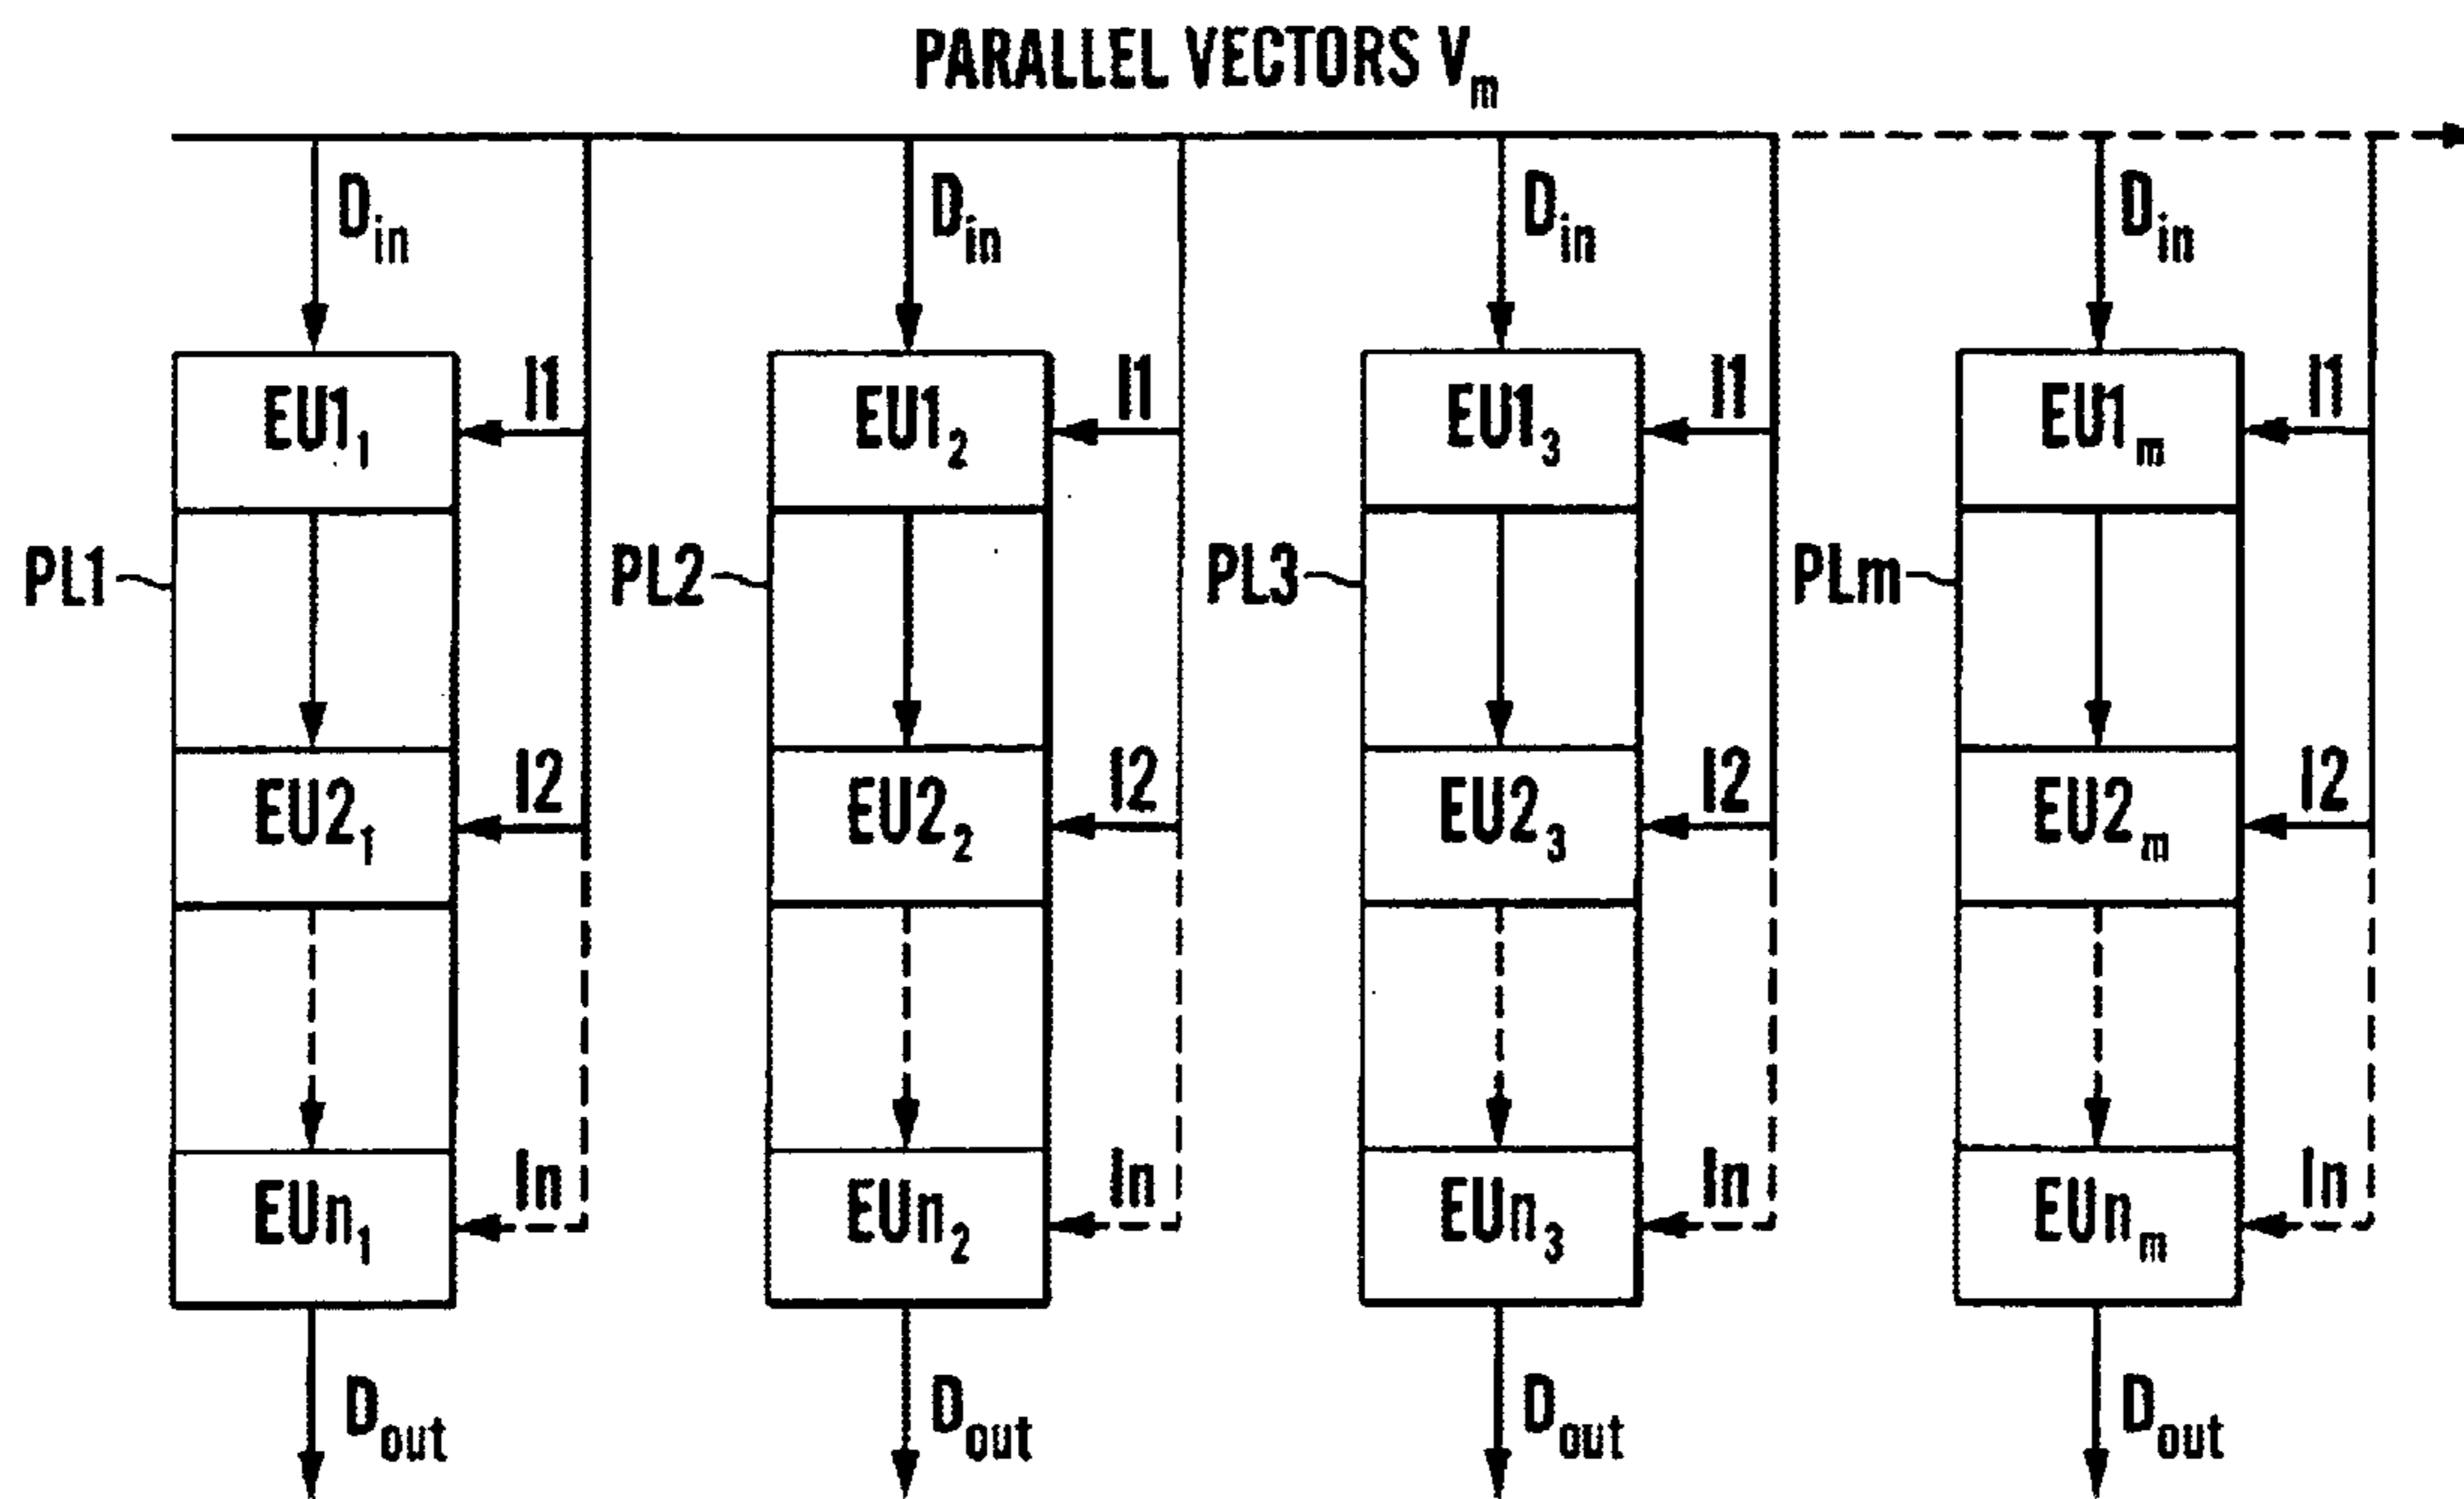 PARALLEL VECTORS Vm
Din Din Din Din
EU11 I1 EU12 I1 EU13 I1 EU1m I1
PL1 PL2 PL3 PLm
EU21 I2 EU22 I2 EU23 I2 EU2m I2
EUn1 In EUn2 In EUn3 In EUnm In
Dout Dout Dout Dout